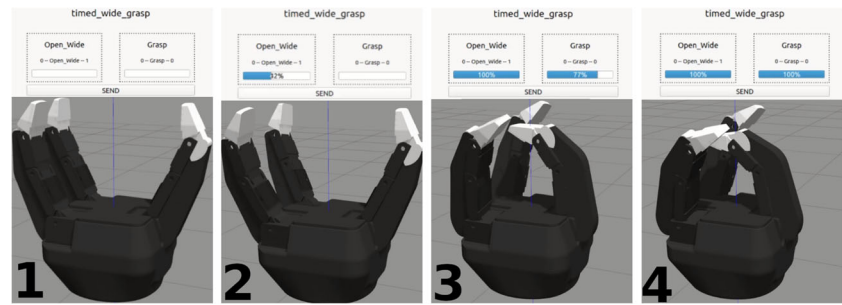 timed_wide_grasp
Open_Wide
Grasp
0 -- Open_Wide -- 1
0 -- Grasp -- 0
SEND
1
timed_wide_grasp
Open_Wide
Grasp
0 -- Open_Wide -- 1
0 -- Grasp -- 0
32%
SEND
2
timed_wide_grasp
Open_Wide
Grasp
0 -- Open_Wide -- 1
0 -- Grasp -- 0
100%
77%
SEND
3
timed_wide_grasp
Open_Wide
Grasp
0 -- Open_Wide -- 1
0 -- Grasp -- 0
100%
100%
SEND
4